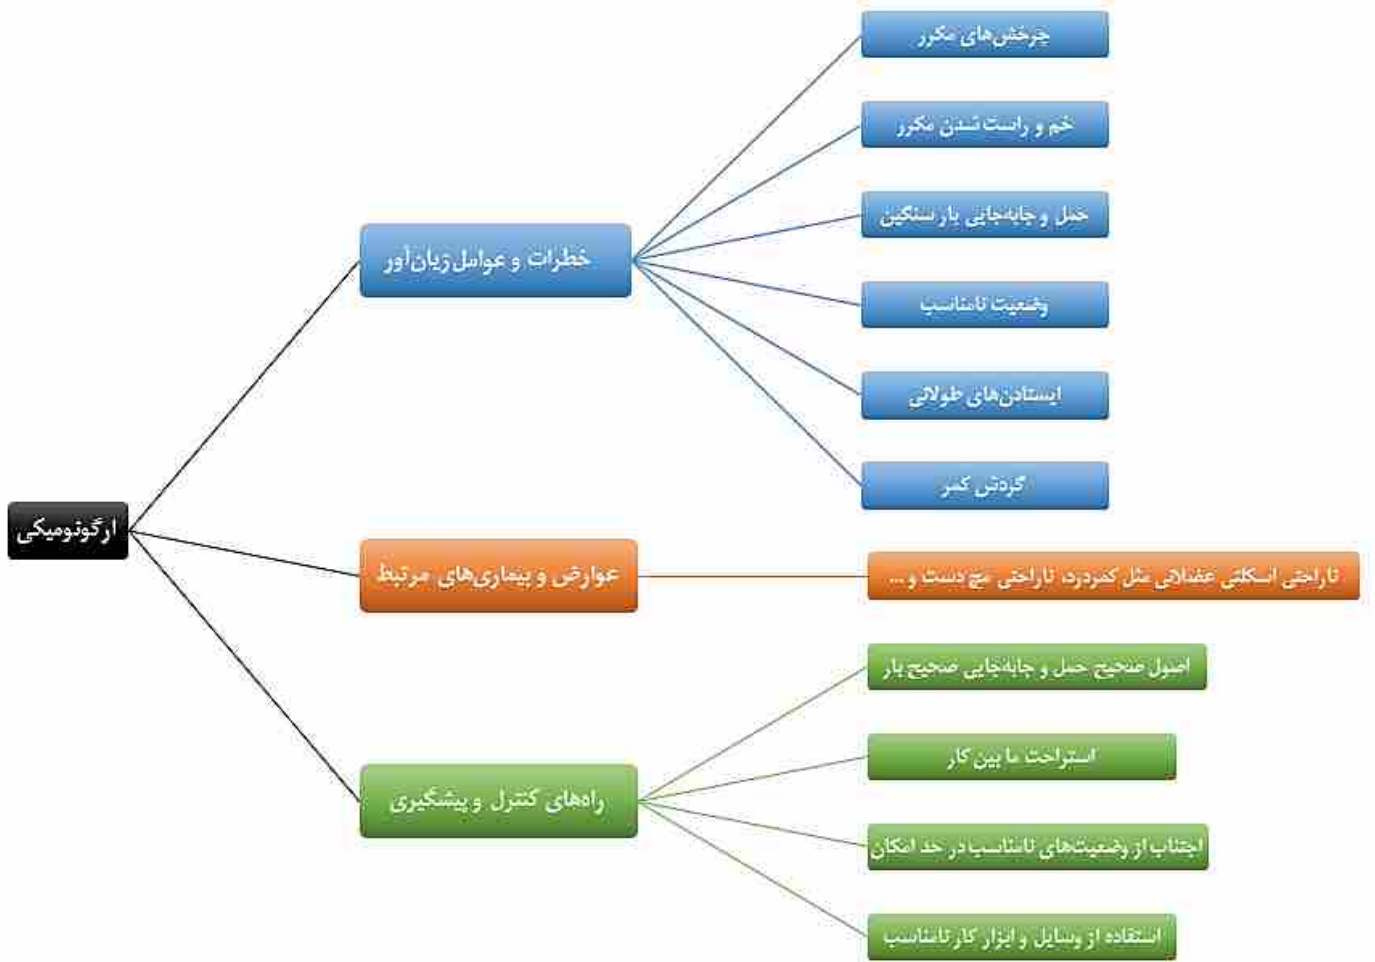 چرخش‌های مکرر
خم و راست شدن مکرر
حمل و جابه‌جایی بار سنگین
خطرات و عوامل زیان‌آور
وضعیت نامناسب
ایستادن‌های طولانی
گردش کمر
ارگونومیکی
عوارض و بیماری‌های مرتبط
ناراحتی اسکلتی عضلانی مثل کمردرد، ناراحتی مچ دست و ...
اصول صحیح حمل و جابه‌جایی صحیح بار
استراحت ما بین کار
راه‌های کنترل و پیشگیری
اجتناب از وضعیت‌های نامناسب در حد امکان
استفاده از وسایل و ابزار کار نامناسب